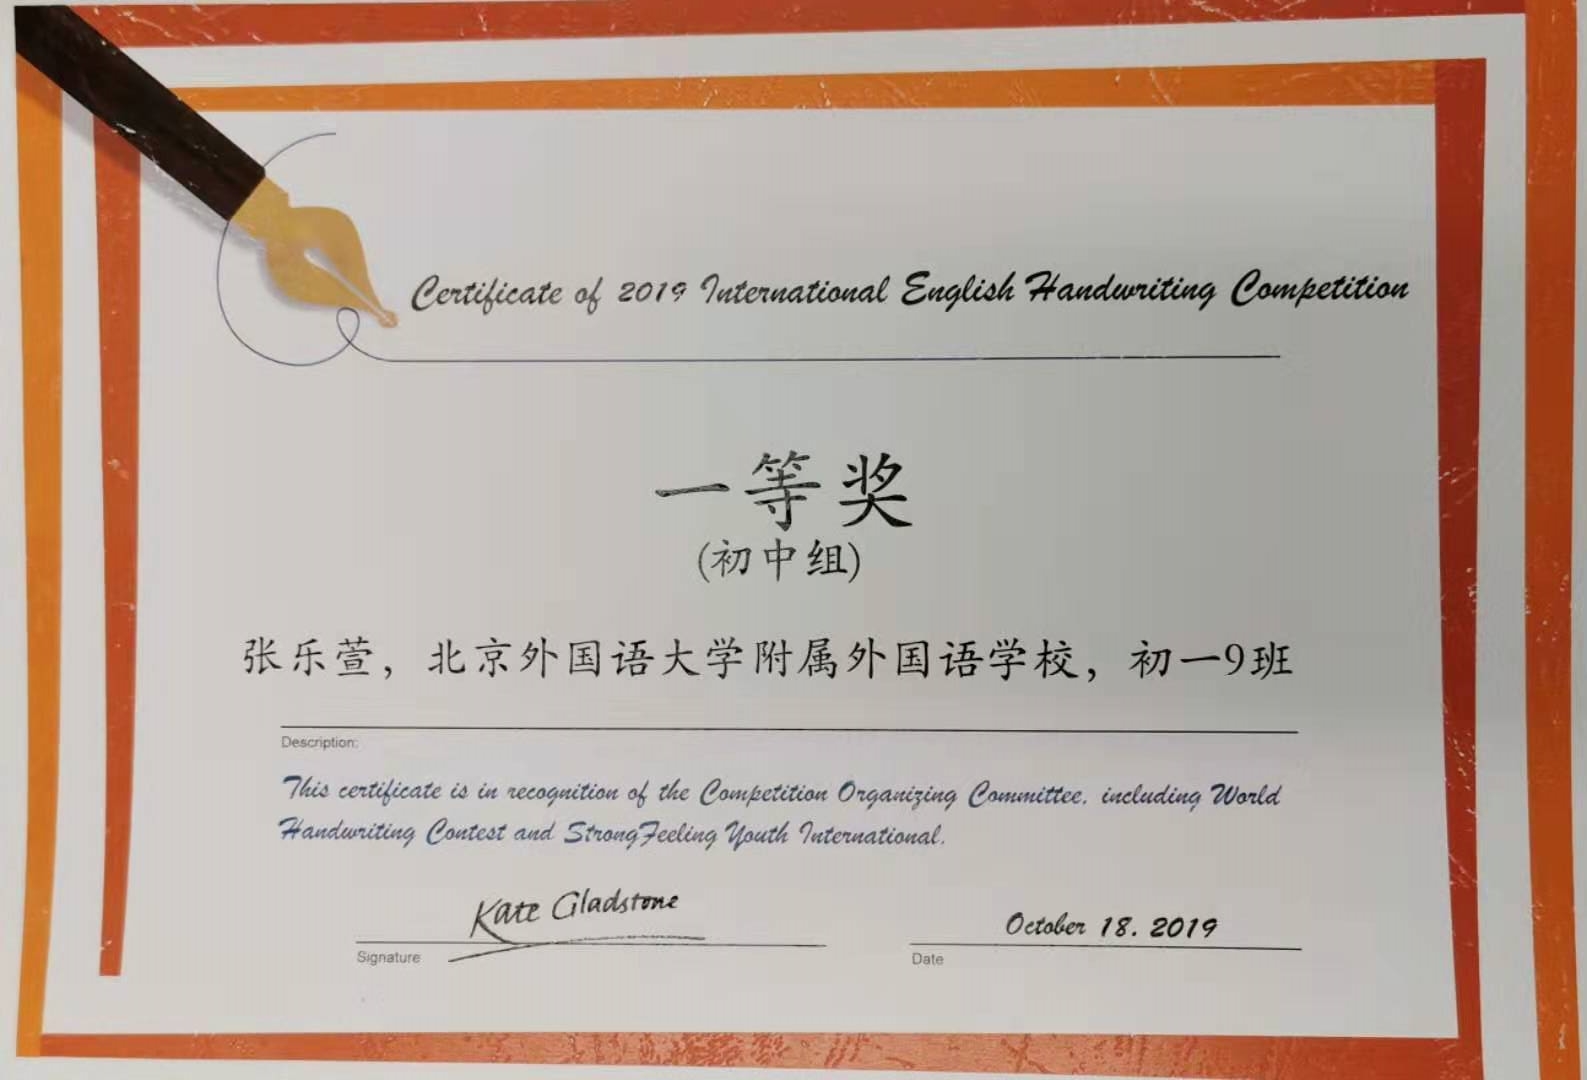 Certificate of 2019 International English Handwriting Competition
一等奖
(初中组)
张乐萱，北京外国语大学附属外国语学校，初一9班
Description:
This certificate is in recognition of the Competition Organizing Committee, including World
Handwriting Contest and StrongFeeling Youth International.
Kate Gladstone
October 18. 2019
Signature
Date